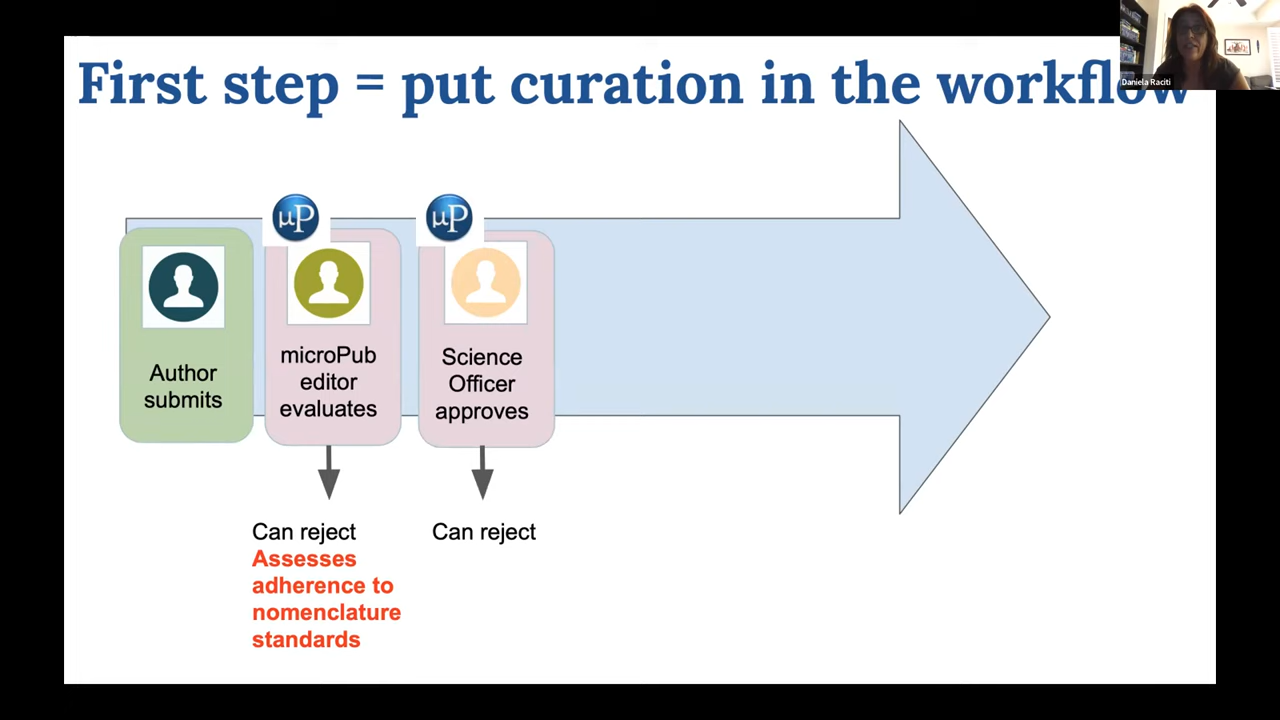 First step = put curation in the workflow
Daniela Raciti
µP
µP
Author
submits
microPub
editor
evaluates
Science
Officer
approves
Can reject
Assesses
adherence to
nomenclature
standards
Can reject